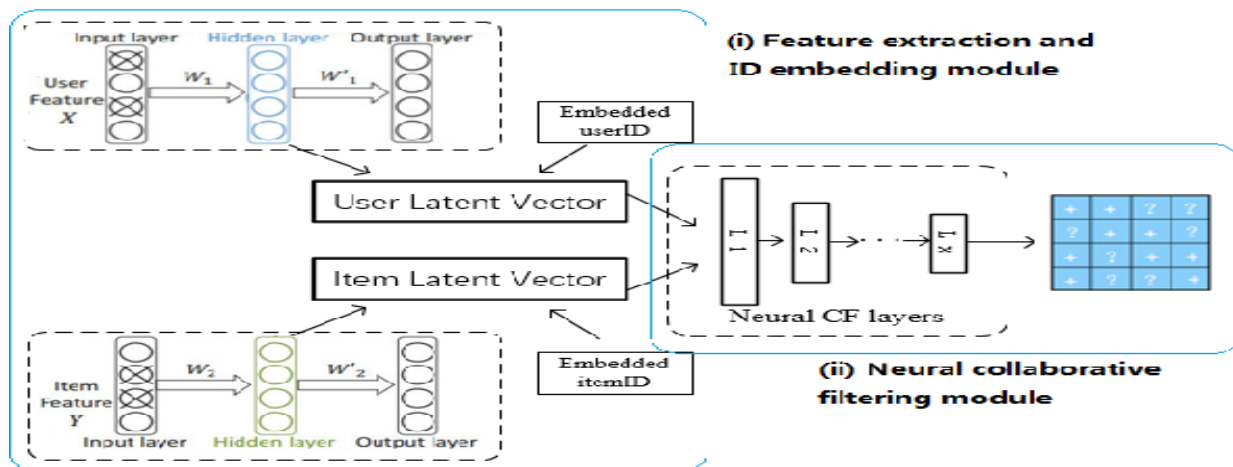 Input layer Hidden layer Output layer
User
Feature
X
W₁
W'₁
(i) Feature extraction and
ID embedding module
Embedded
userID
User Latent Vector
Item Latent Vector
L1
L2
. . .
LX
+ + ? ?
? + + ?
+ ? + +
+ ? ? +
Neural CF layers
Embedded
itemID
(ii) Neural collaborative
filtering module
Item
Feature
Y
W₂
W'₂
Input layer Hidden layer Output layer